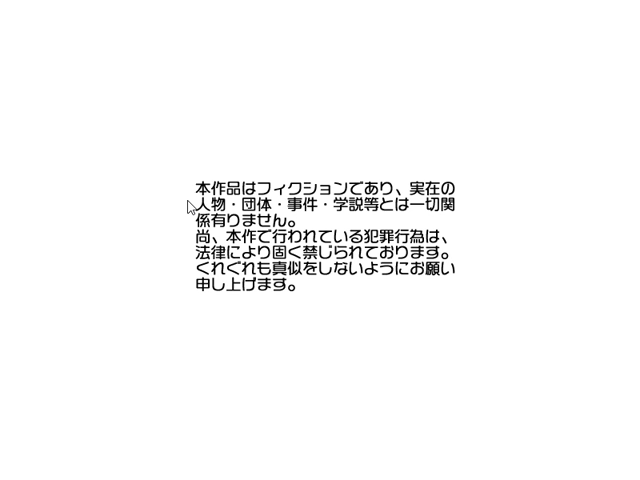 本作品はフィクションであり、実在の
人物・団体・事件・学説等とは一切関
係有りません。
尚、本作で行われている犯罪行為は、
法律により固く禁じられております。
くれぐれも真似をしないようにお願い
申し上げます。